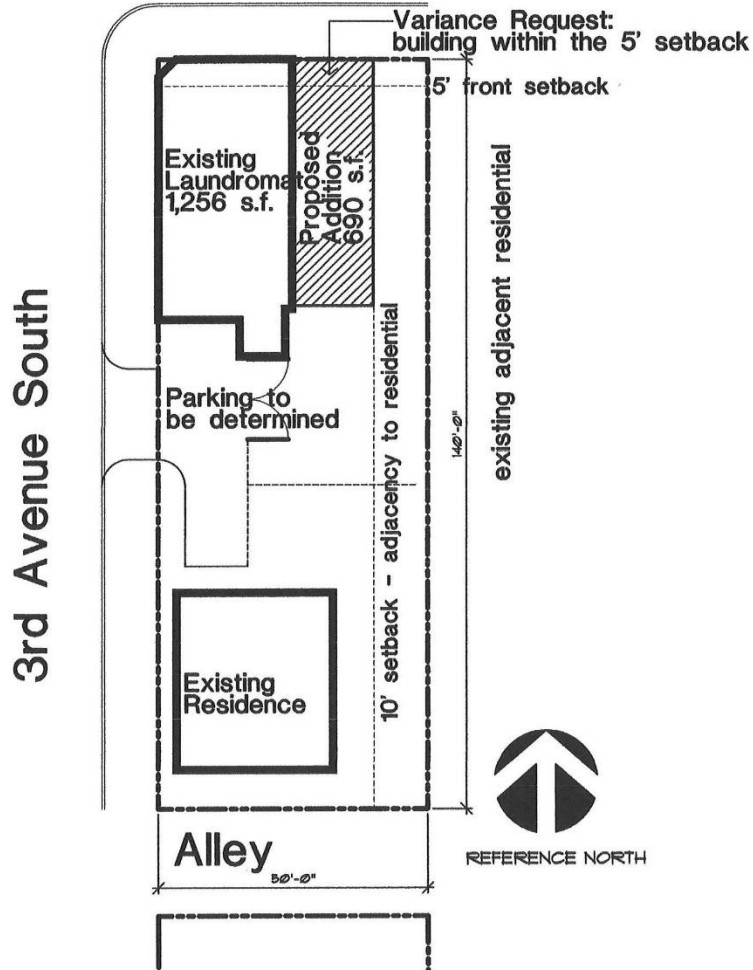 Variance Request:
building within the 5' setback
5' front setback
Existing
Laundromat
1,256 s.f.
Proposed
Addition
690 s.f.
existing adjacent residential
3rd Avenue South
10' setback - adjacency to residential
140'-0"
Parking to
be determined
Existing
Residence
Alley
50'-0"
REFERENCE NORTH